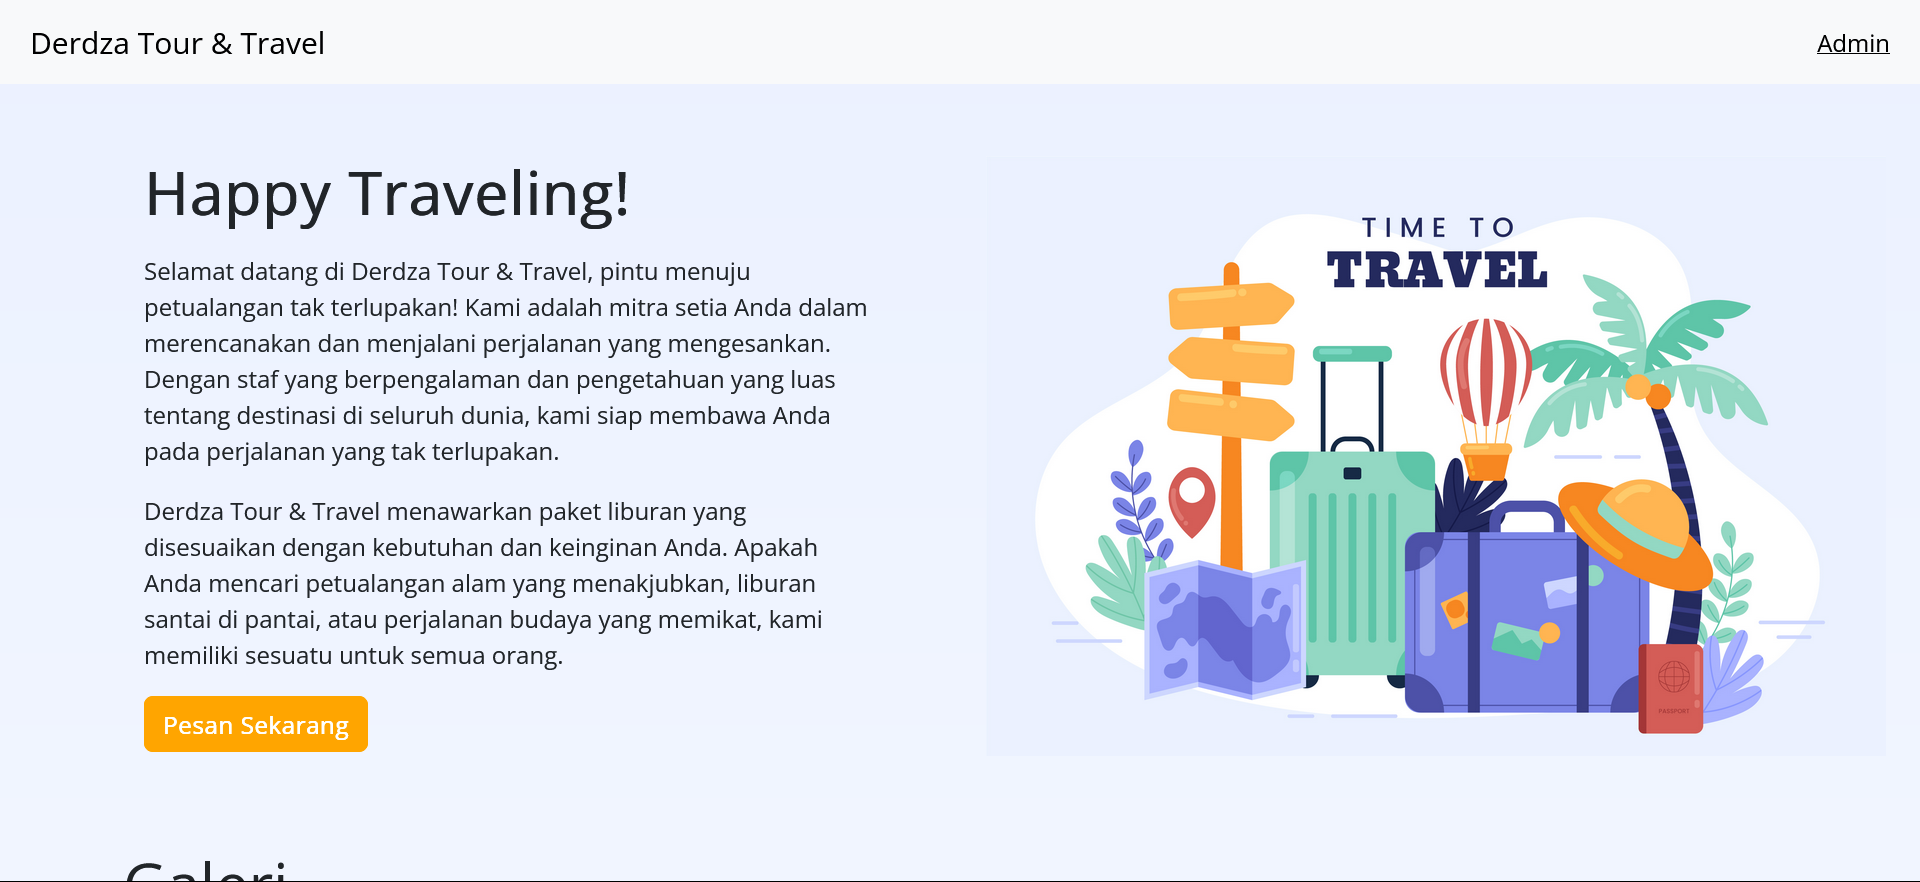 Derdza Tour & Travel
Admin
Happy Traveling!
Selamat datang di Derdza Tour & Travel, pintu menuju
petualangan tak terlupakan! Kami adalah mitra setia Anda dalam
merencanakan dan menjalani perjalanan yang mengesankan.
Dengan staf yang berpengalaman dan pengetahuan yang luas
tentang destinasi di seluruh dunia, kami siap membawa Anda
pada perjalanan yang tak terlupakan.
Derdza Tour & Travel menawarkan paket liburan yang
disesuaikan dengan kebutuhan dan keinginan Anda. Apakah
Anda mencari petualangan alam yang menakjubkan, liburan
santai di pantai, atau perjalanan budaya yang memikat, kami
memiliki sesuatu untuk semua orang.
Pesan Sekarang
TIME TO
TRAVEL
PASSPORT
Galeri